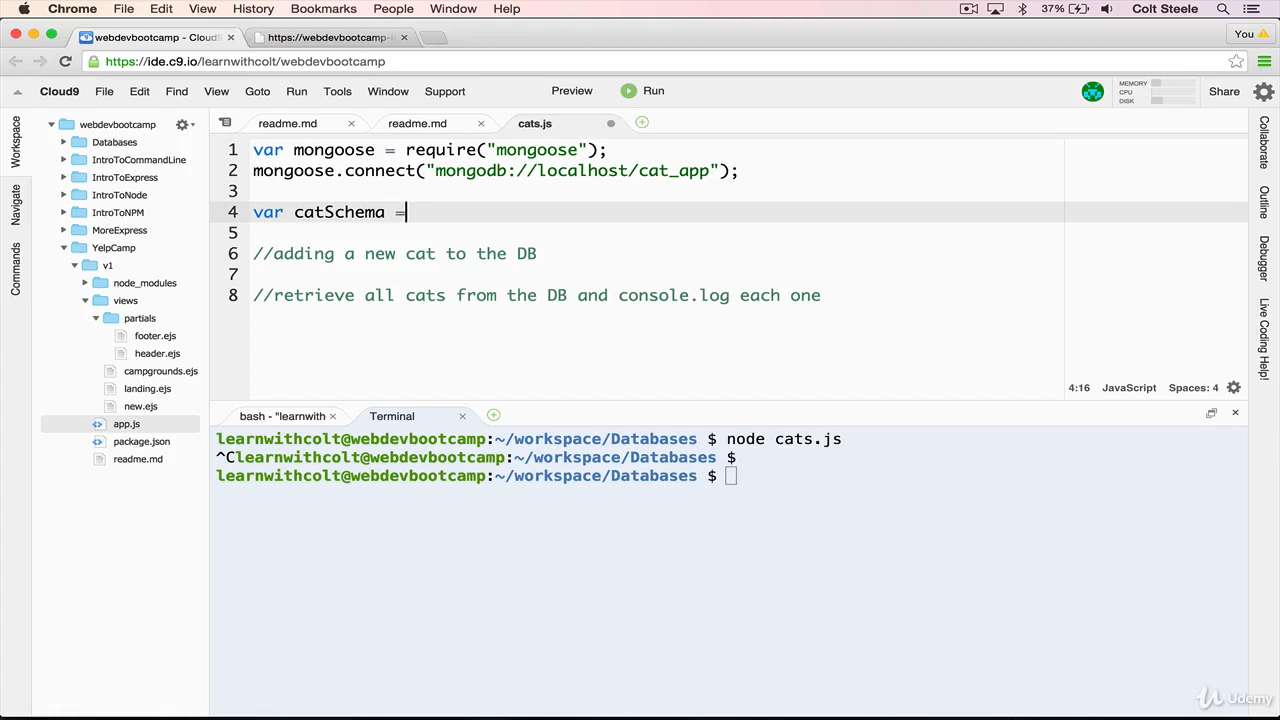 Chrome File Edit View History Bookmarks People Window Help 37% Colt Steele
webdevbootcamp - Cloud9 × https://webdevbootcamp-l × You
https://ide.c9.io/learnwithcolt/webdevbootcamp
Cloud9 File Edit Find View Goto Run Tools Window Support Preview Run MEMORY CPU DISK Share
Workspace
Navigate
Commands
webdevbootcamp
Databases
IntroToCommandLine
IntroToExpress
IntroToNode
IntroToNPM
MoreExpress
YelpCamp
v1
node_modules
views
partials
footer.ejs
header.ejs
campgrounds.ejs
landing.ejs
new.ejs
app.js
package.json
readme.md
readme.md × readme.md × cats.js
1 var mongoose = require("mongoose");
2 mongoose.connect("mongodb://localhost/cat_app");
3
4 var catSchema =
5
6 //adding a new cat to the DB
7
8 //retrieve all cats from the DB and console.log each one
4:16 JavaScript Spaces: 4
bash - "learnwith × Terminal ×
learnwithcolt@webdevbootcamp:~/workspace/Databases $ node cats.js
^Clearnwithcolt@webdevbootcamp:~/workspace/Databases $
learnwithcolt@webdevbootcamp:~/workspace/Databases $
Collaborate
Outline
Debugger
Live Coding Help!
Udemy